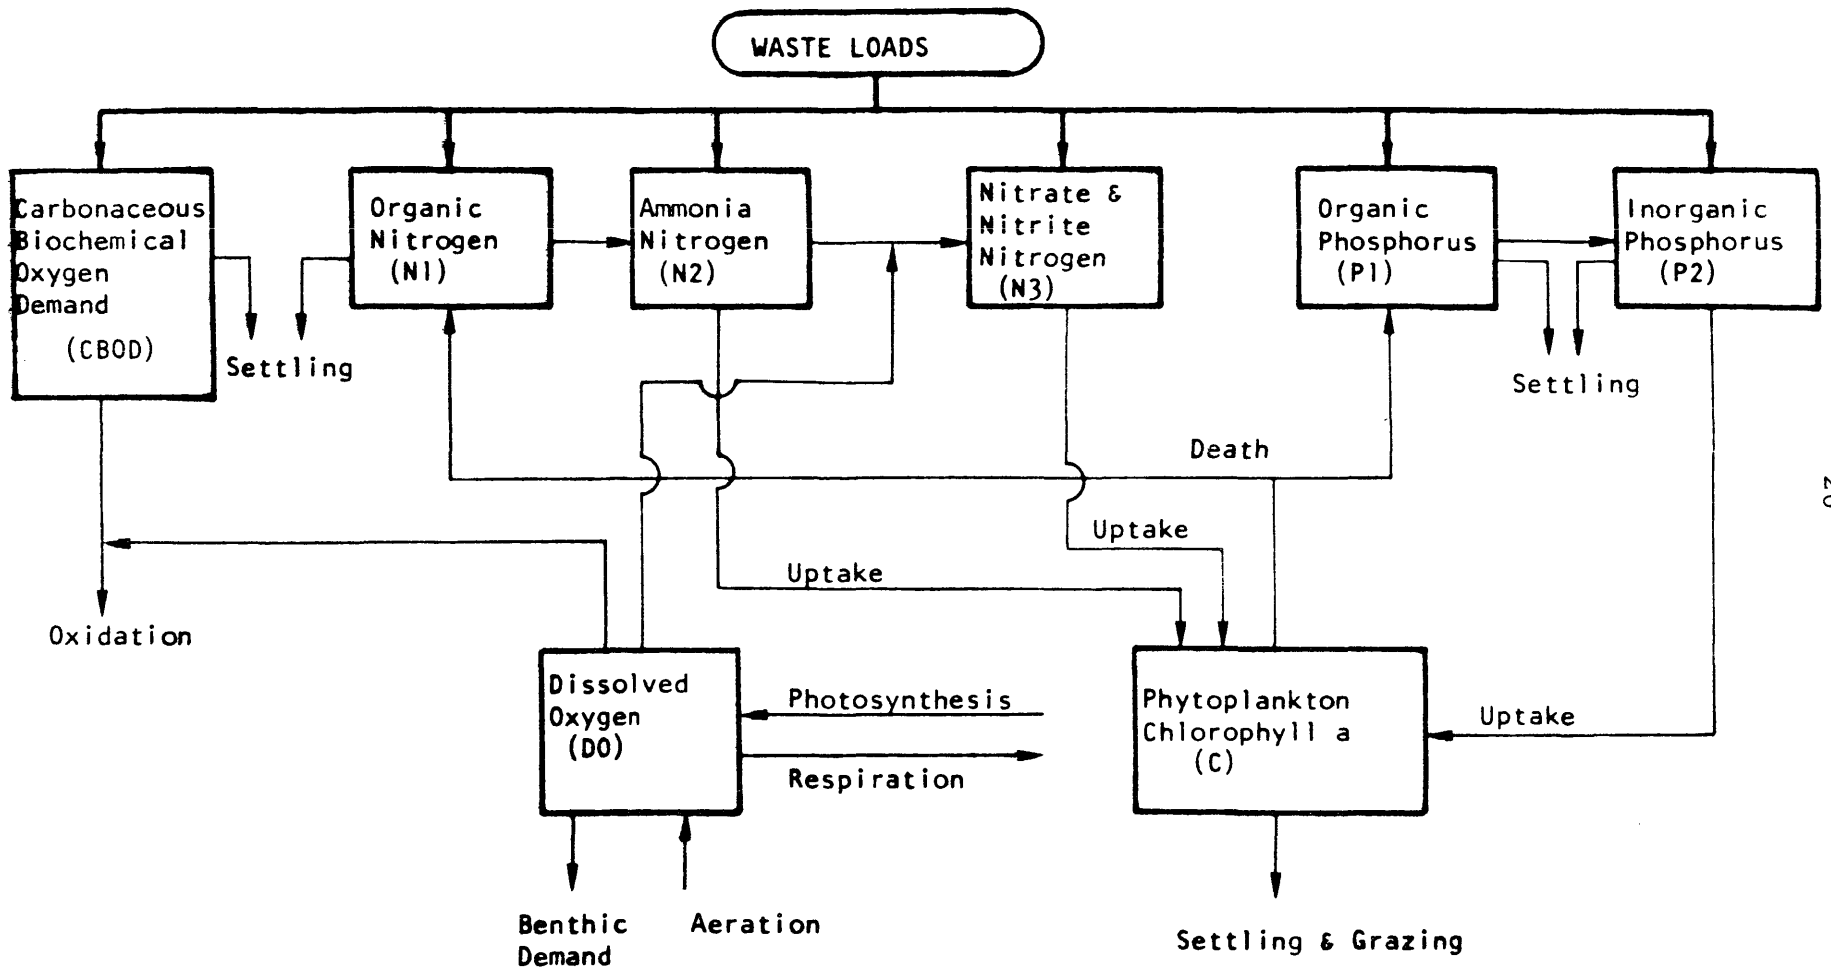 WASTE LOADS
Carbonaceous
Biochemical
Oxygen
Demand
(CBOD)
Organic
Nitrogen
(N1)
Ammonia
Nitrogen
(N2)
Nitrate &
Nitrite
Nitrogen
(N3)
Organic
Phosphorus
(P1)
Inorganic
Phosphorus
(P2)
Settling
Settling
Death
20
Uptake
Uptake
Oxidation
Dissolved
Oxygen
(DO)
Photosynthesis
Respiration
Phytoplankton
Chlorophyll a
(C)
Uptake
Benthic
Demand
Aeration
Settling & Grazing